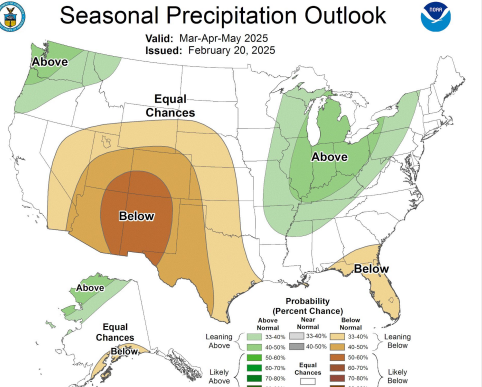 Seasonal Precipitation Outlook
NOAA
Valid: Mar-Apr-May 2025
Issued: February 20, 2025
Above
Equal
Chances
Above
Below
Below
Above
Equal
Chances
Below
Probability
(Percent Chance)
Above
Normal
Near
Normal
Below
Normal
Leaning
Above
33-40%
33-40%
33-40%
Leaning
Below
40-50%
40-50%
40-50%
50-60%
50-60%
Likely
Above
60-70%
Equal
Chances
60-70%
Likely
Below
70-80%
70-80%